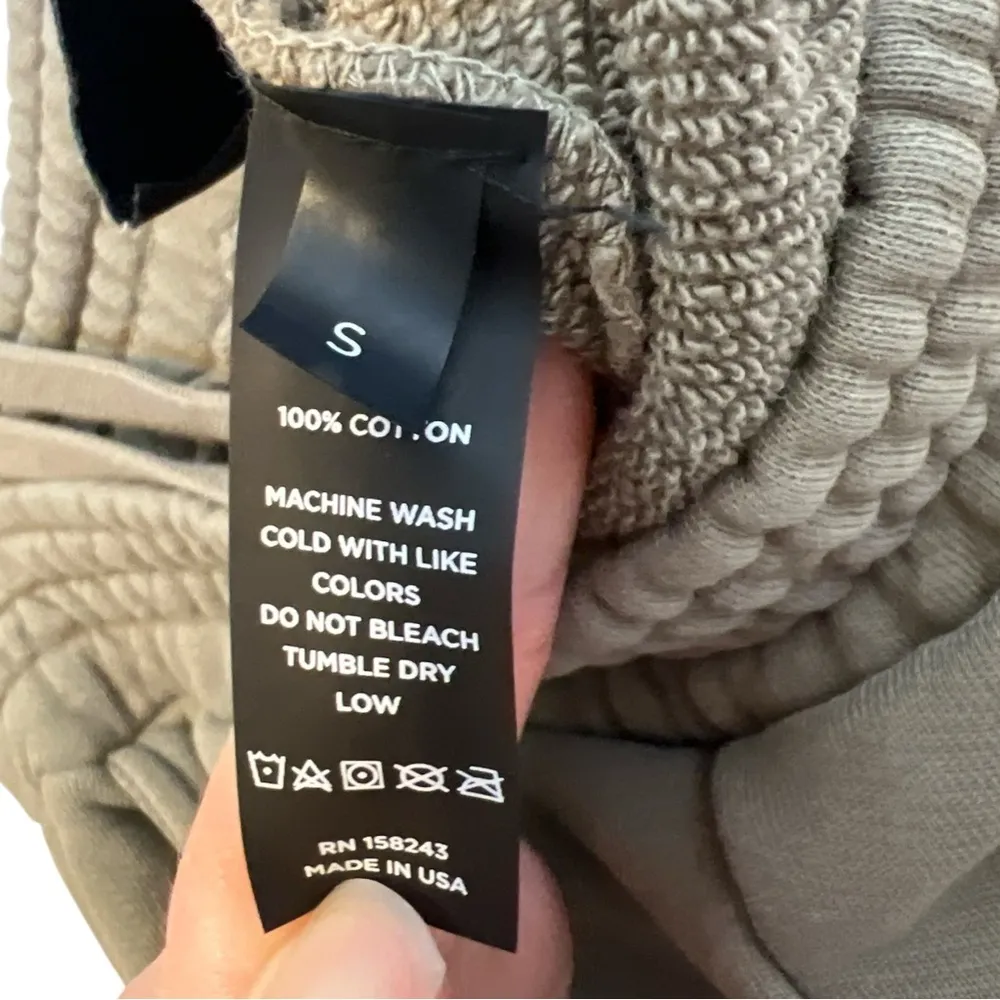 S
100% COTTON
MACHINE WASH
COLD WITH LIKE
COLORS
DO NOT BLEACH
TUMBLE DRY
LOW
RN 158243
MADE IN USA